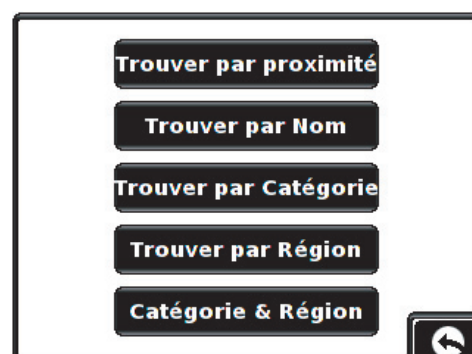 Trouver par proximité
Trouver par Nom
Trouver par Catégorie
Trouver par Région
Catégorie & Région